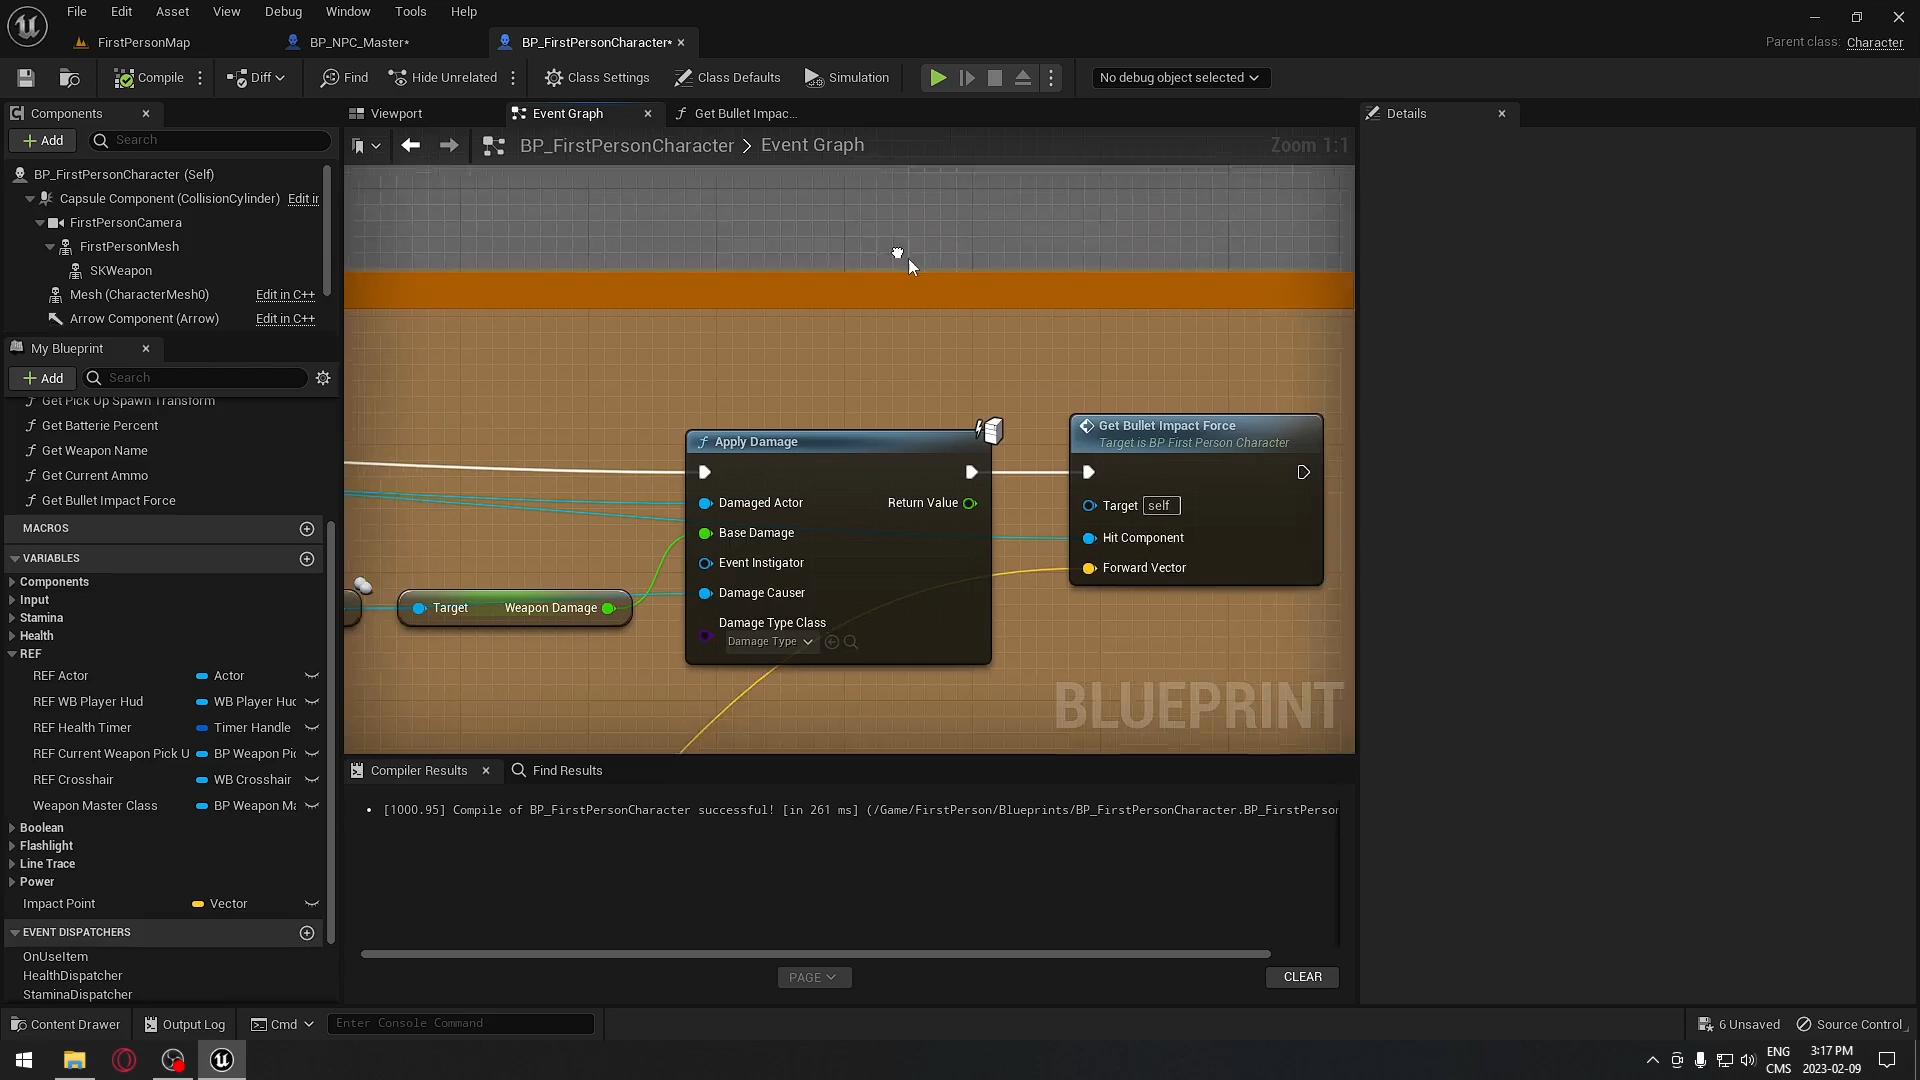 File Edit Asset View Debug Window Tools Help
FirstPersonMap BP_NPC_Master* BP_FirstPersonCharacter*
Parent class: Character
Compile Diff Find Hide Unrelated Class Settings Class Defaults Simulation No debug object selected
Components Viewport Event Graph Get Bullet Impac... Details
Add Search
BP_FirstPersonCharacter > Event Graph Zoom 1:1
BP_FirstPersonCharacter (Self)
Capsule Component (CollisionCylinder) Edit in
FirstPersonCamera
FirstPersonMesh
SKWeapon
Mesh (CharacterMesh0) Edit in C++
Arrow Component (Arrow) Edit in C++
My Blueprint
Add Search
Get Pick Up Spawn Transform
Get Batterie Percent
Get Weapon Name
Get Current Ammo
Get Bullet Impact Force
MACROS
VARIABLES
Components
Input
Stamina
Health
REF
REF Actor Actor
REF WB Player Hud WB Player Hud
REF Health Timer Timer Handle
REF Current Weapon Pick U BP Weapon Pic
REF Crosshair WB Crosshair
Weapon Master Class BP Weapon Ma
Boolean
Flashlight
Line Trace
Power
Impact Point Vector
EVENT DISPATCHERS
OnUseItem
HealthDispatcher
StaminaDispatcher
Apply Damage
Damaged Actor Return Value
Base Damage
Event Instigator
Damage Causer
Damage Type Class
Damage Type
Target Weapon Damage
Get Bullet Impact Force
Target is BP First Person Character
Target self
Hit Component
Forward Vector
BLUEPRINT
Compiler Results Find Results
[1000.95] Compile of BP_FirstPersonCharacter successful! [in 261 ms] (/Game/FirstPerson/Blueprints/BP_FirstPersonCharacter.BP_FirstPerson
PAGE CLEAR
Content Drawer Output Log Cmd Enter Console Command 6 Unsaved Source Control
ENG 3:17 PM
CMS 2023-02-09